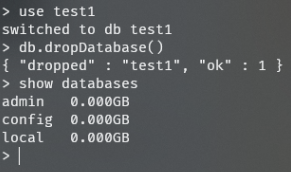 > use test1
switched to db test1
> db.dropDatabase()
{ "dropped" : "test1", "ok" : 1 }
> show databases
admin   0.000GB
config  0.000GB
local   0.000GB
>